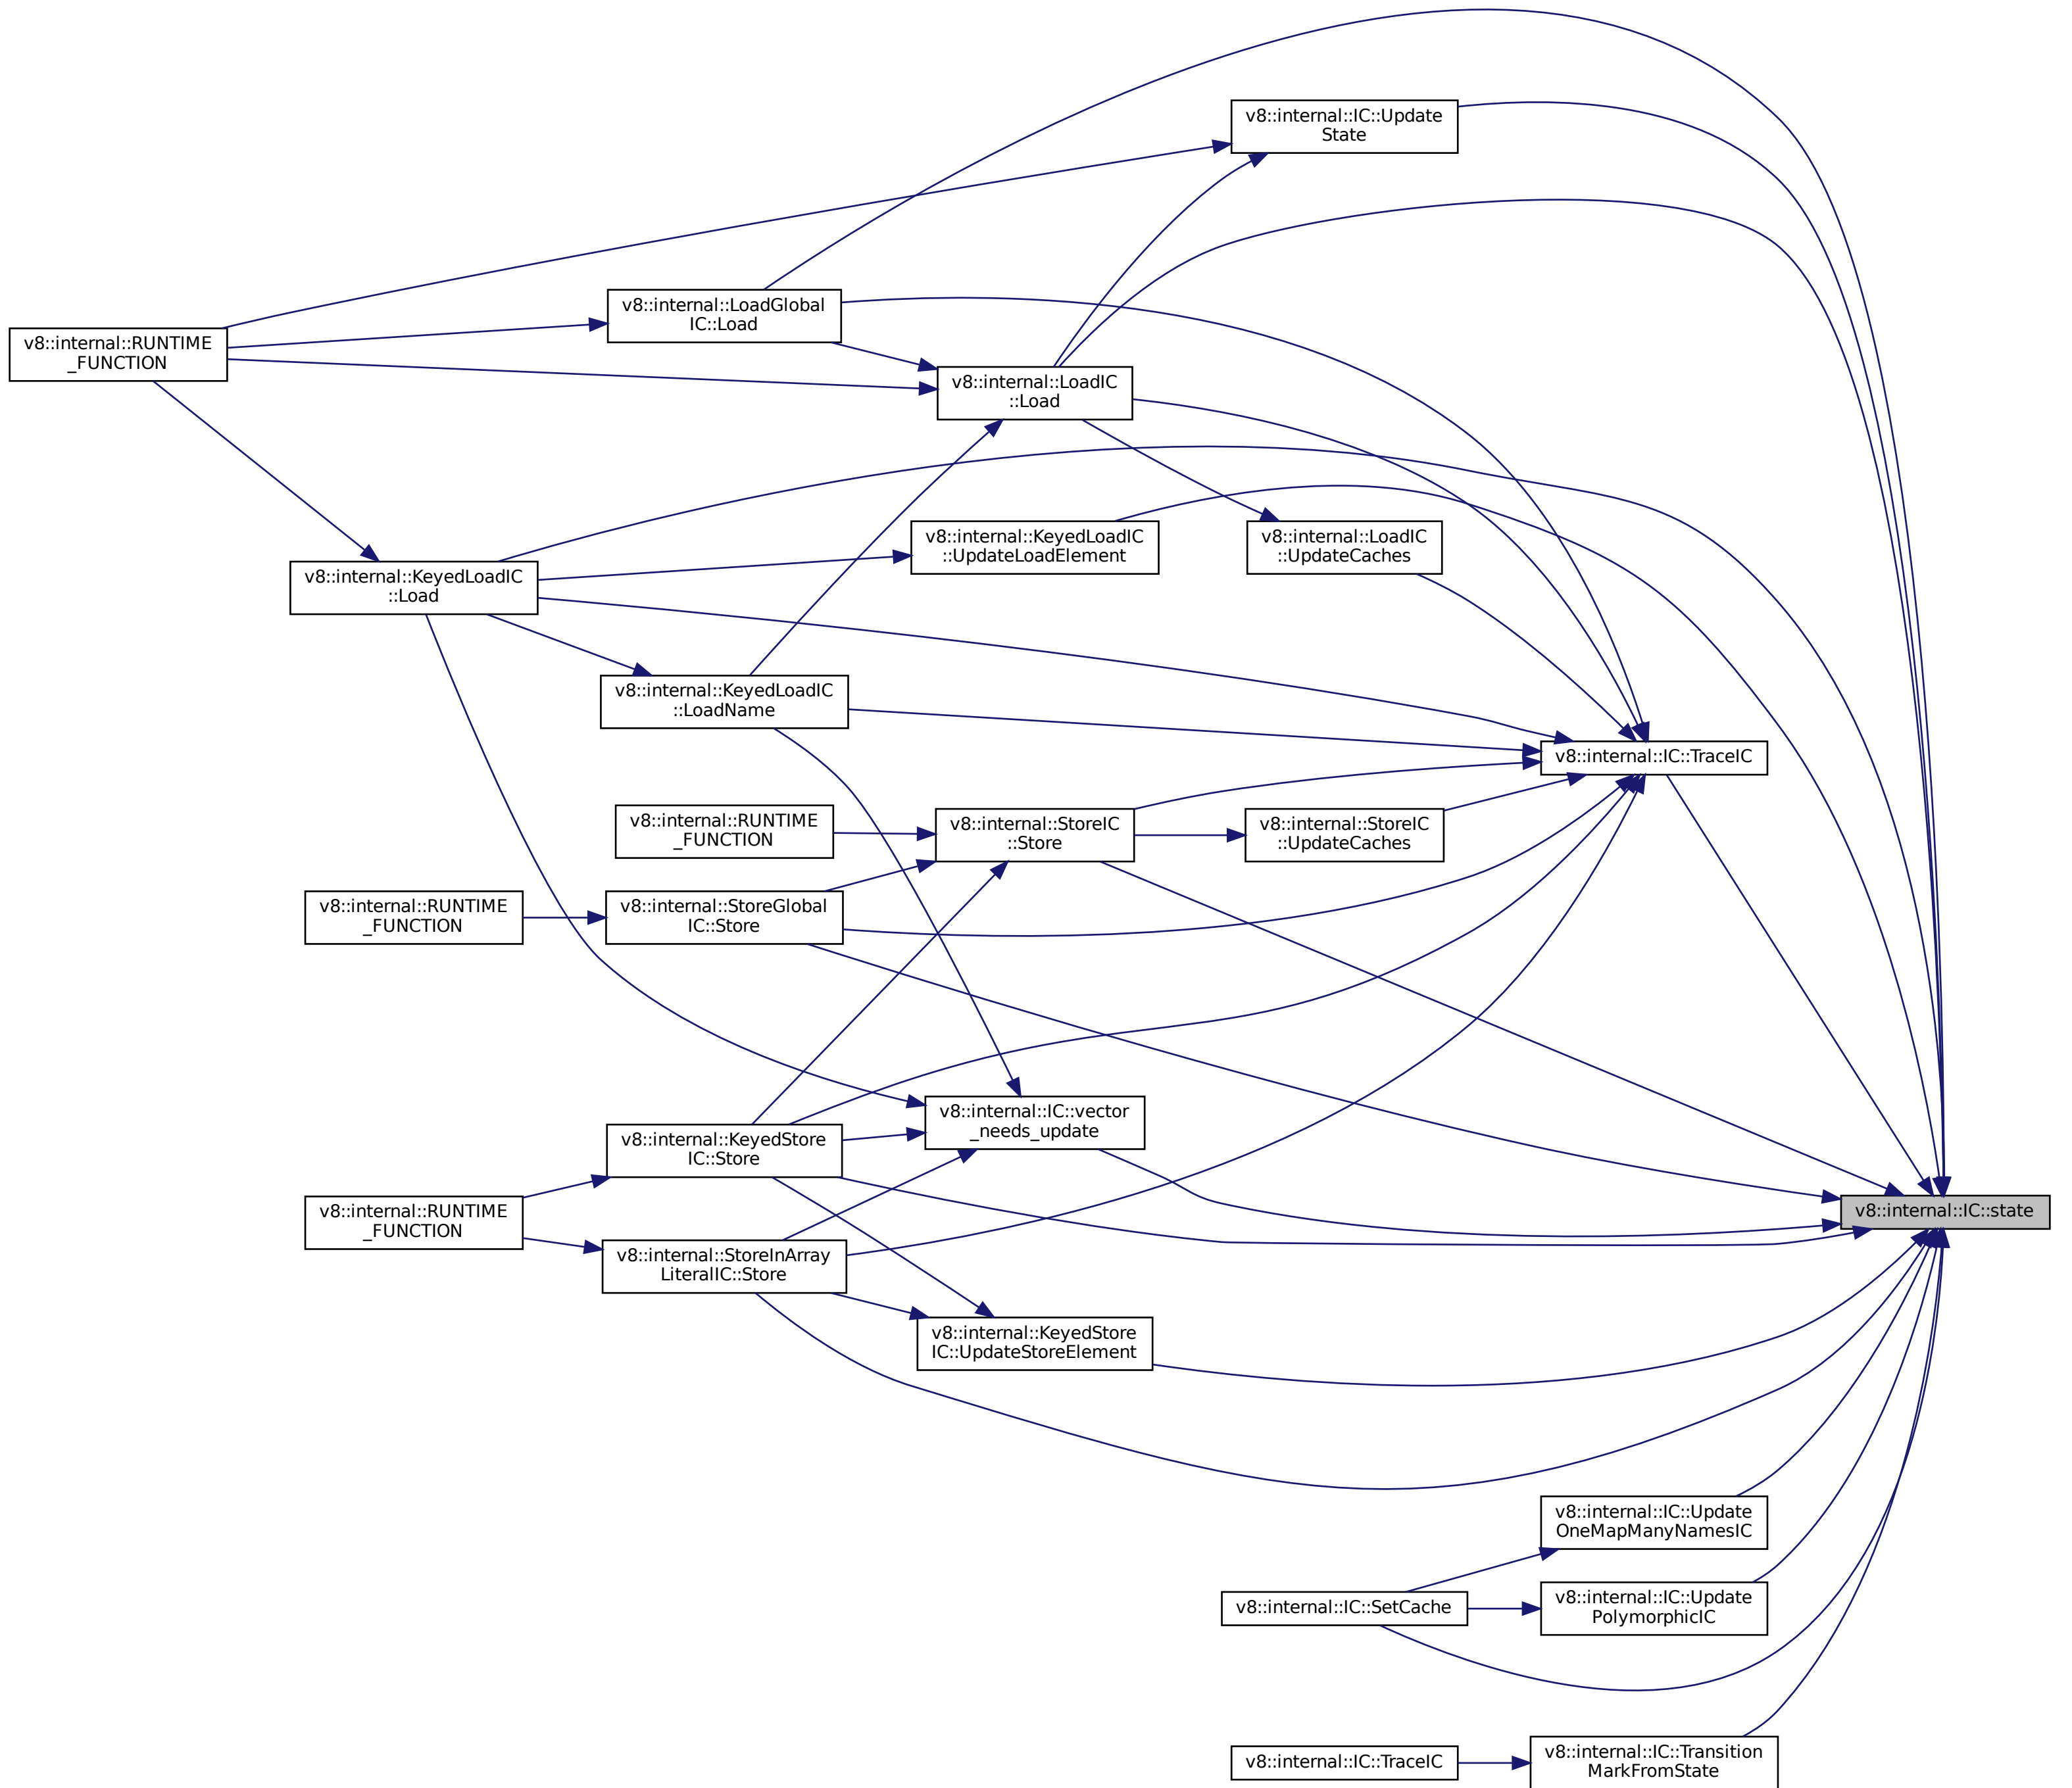 v8::internal::IC::Update
State
v8::internal::LoadGlobal
IC::Load
v8::internal::RUNTIME
_FUNCTION
v8::internal::LoadIC
::Load
v8::internal::KeyedLoadIC
::UpdateLoadElement
v8::internal::LoadIC
::UpdateCaches
v8::internal::KeyedLoadIC
::Load
v8::internal::KeyedLoadIC
::LoadName
v8::internal::IC::TraceIC
v8::internal::RUNTIME
_FUNCTION
v8::internal::StoreIC
::Store
v8::internal::StoreIC
::UpdateCaches
v8::internal::RUNTIME
_FUNCTION
v8::internal::StoreGlobal
IC::Store
v8::internal::IC::vector
_needs_update
v8::internal::KeyedStore
IC::Store
v8::internal::RUNTIME
_FUNCTION
v8::internal::IC::state
v8::internal::StoreInArray
LiteralIC::Store
v8::internal::KeyedStore
IC::UpdateStoreElement
v8::internal::IC::Update
OneMapManyNamesIC
v8::internal::IC::SetCache
v8::internal::IC::Update
PolymorphicIC
v8::internal::IC::TraceIC
v8::internal::IC::Transition
MarkFromState